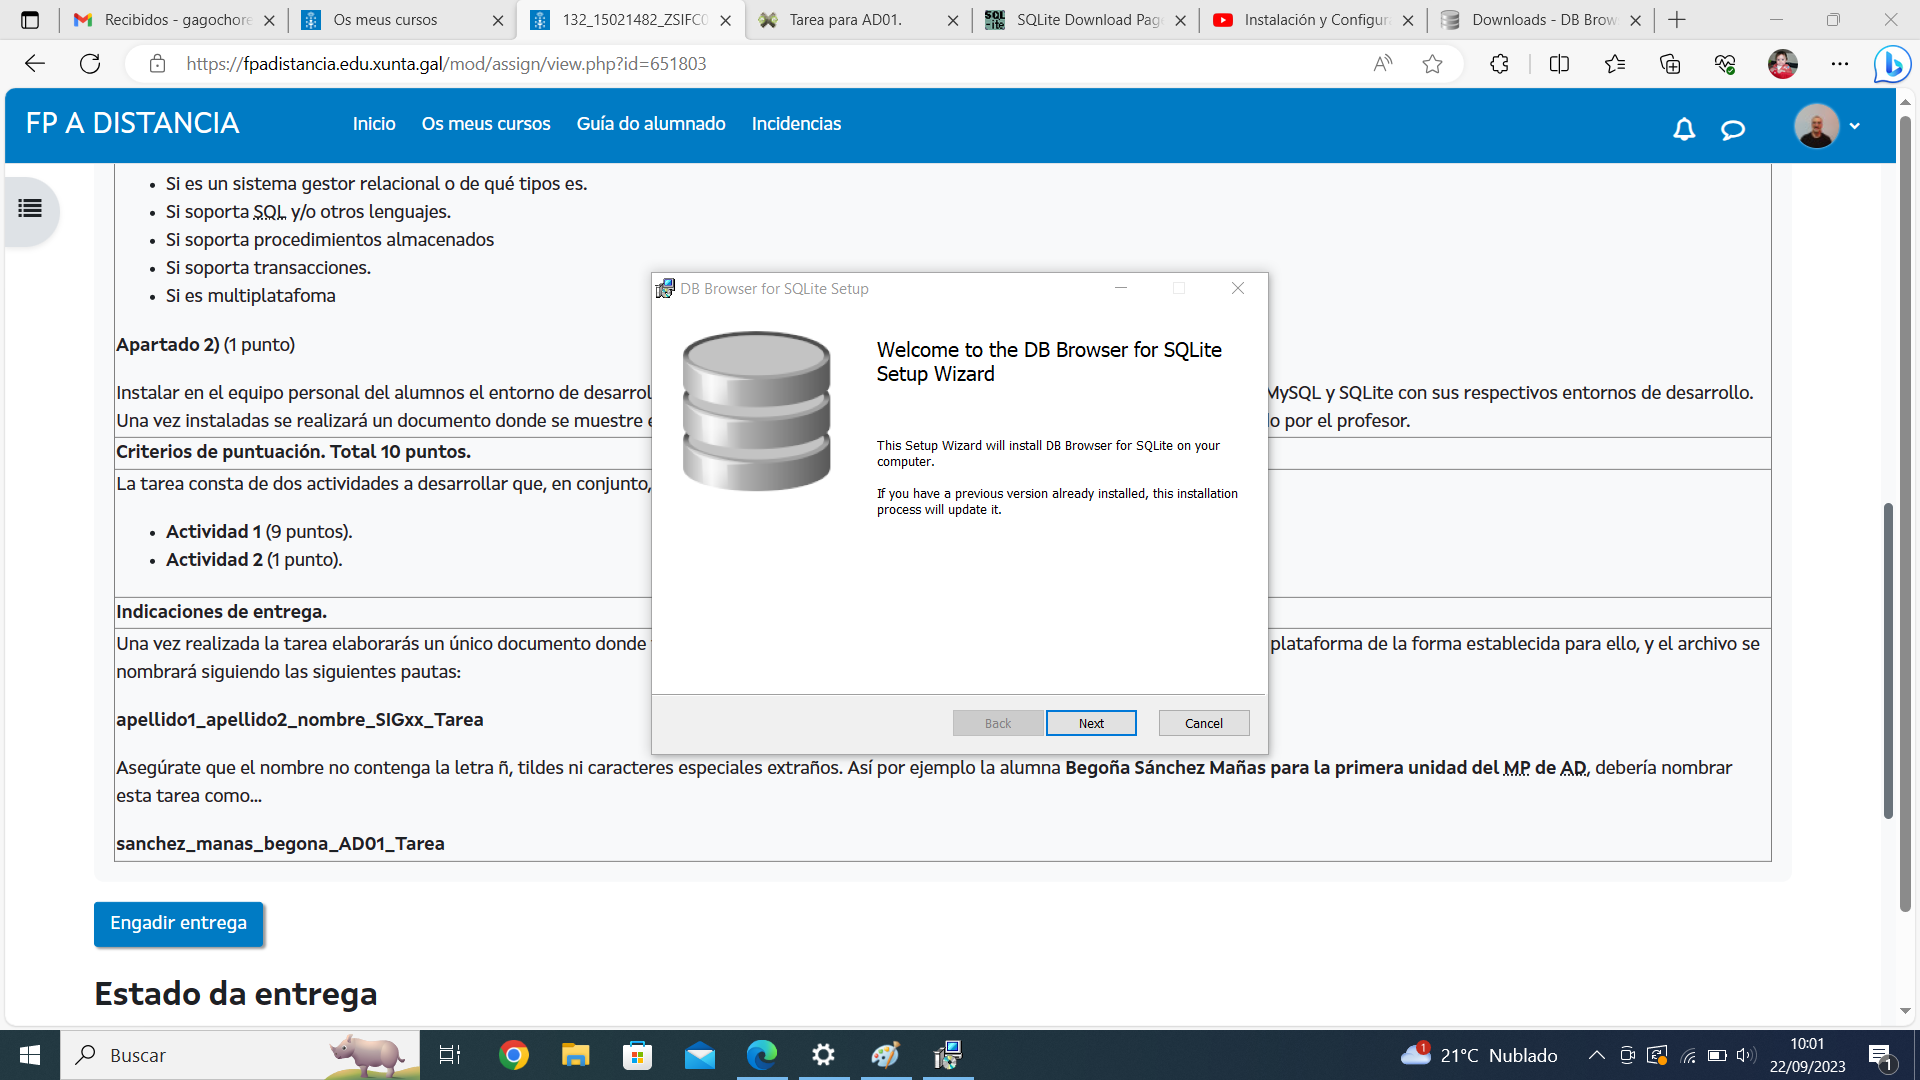 Recibidos - gagochore
Os meus cursos
132_15021482_ZSIFC0
Tarea para AD01.
SQLite Download Pag
Instalación y Configura
Downloads - DB Brow
https://fpadistancia.edu.xunta.gal/mod/assign/view.php?id=651803
FP A DISTANCIA
Inicio
Os meus cursos
Guía do alumnado
Incidencias
Si es un sistema gestor relacional o de qué tipos es.
Si soporta SQL y/o otros lenguajes.
Si soporta procedimientos almacenados
Si soporta transacciones.
Si es multiplatafoma
Apartado 2) (1 punto)
Instalar en el equipo personal del alumnos el entorno de desarrol
MySQL y SQLite con sus respectivos entornos de desarrollo.
Una vez instaladas se realizará un documento donde se muestre e
o por el profesor.
Criterios de puntuación. Total 10 puntos.
La tarea consta de dos actividades a desarrollar que, en conjunto,
Actividad 1 (9 puntos).
Actividad 2 (1 punto).
Indicaciones de entrega.
Una vez realizada la tarea elaborarás un único documento donde
plataforma de la forma establecida para ello, y el archivo se
nombrará siguiendo las siguientes pautas:
apellido1_apellido2_nombre_SIGxx_Tarea
Asegúrate que el nombre no contenga la letra ñ, tildes ni caracteres especiales extraños. Así por ejemplo la alumna Begoña Sánchez Mañas para la primera unidad del MP de AD, debería nombrar
esta tarea como...
sanchez_manas_begona_AD01_Tarea
DB Browser for SQLite Setup
Welcome to the DB Browser for SQLite
Setup Wizard
This Setup Wizard will install DB Browser for SQLite on your
computer.
If you have a previous version already installed, this installation
process will update it.
Back
Next
Cancel
Engadir entrega
Estado da entrega
Buscar
1
21°C Nublado
10:01
22/09/2023
1